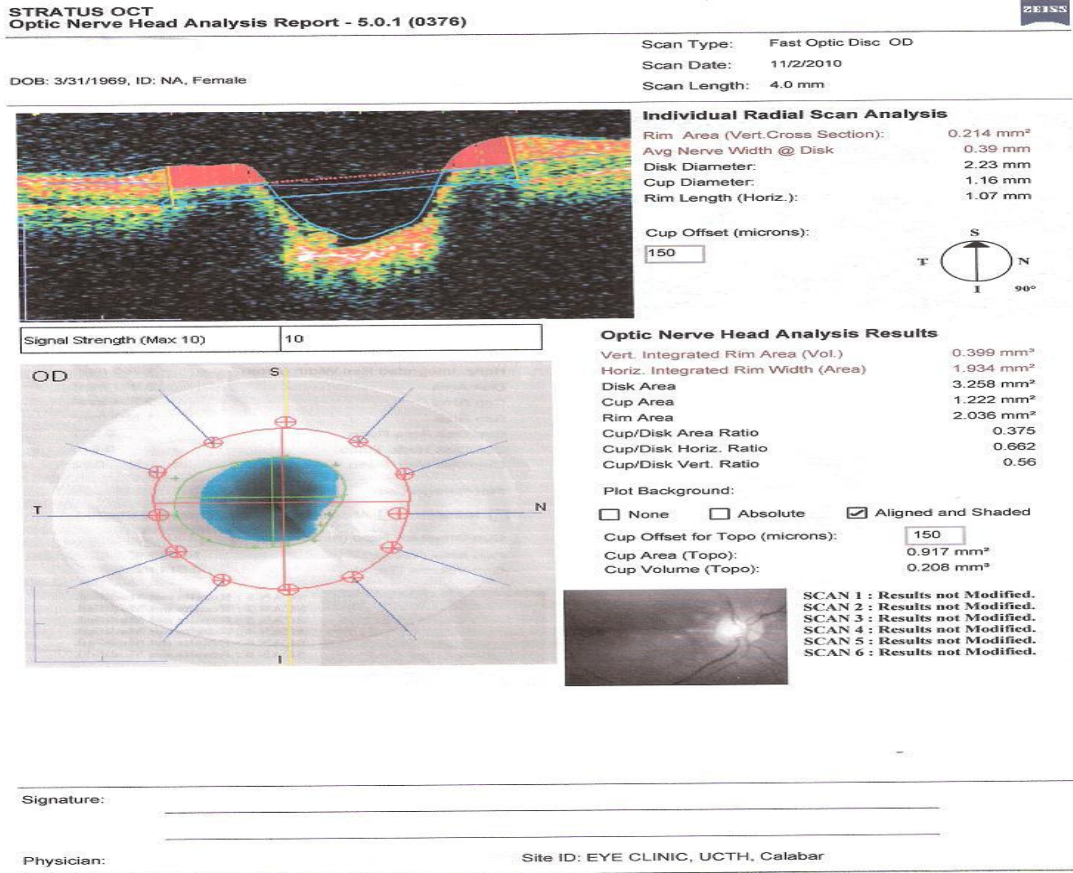 STRATUS OCT
Optic Nerve Head Analysis Report - 5.0.1 (0376)
ZEISS
Scan Type: Fast Optic Disc OD
Scan Date: 11/2/2010
Scan Length: 4.0 mm
DOB: 3/31/1969, ID: NA, Female
Individual Radial Scan Analysis
Rim Area (Vert.Cross Section): 0.214 mm²
Avg Nerve Width @ Disk 0.39 mm
Disk Diameter: 2.23 mm
Cup Diameter: 1.16 mm
Rim Length (Horiz.): 1.07 mm
Cup Offset (microns):
150
S
T N
I 90°
Signal Strength (Max 10) 10
OD
S
T N
I
Optic Nerve Head Analysis Results
Vert. Integrated Rim Area (Vol.) 0.399 mm³
Horiz. Integrated Rim Width (Area) 1.934 mm²
Disk Area 3.258 mm²
Cup Area 1.222 mm²
Rim Area 2.036 mm²
Cup/Disk Area Ratio 0.375
Cup/Disk Horiz. Ratio 0.662
Cup/Disk Vert. Ratio 0.56
Plot Background:
None Absolute Aligned and Shaded
Cup Offset for Topo (microns): 150
Cup Area (Topo): 0.917 mm²
Cup Volume (Topo): 0.208 mm³
SCAN 1 : Results not Modified.
SCAN 2 : Results not Modified.
SCAN 3 : Results not Modified.
SCAN 4 : Results not Modified.
SCAN 5 : Results not Modified.
SCAN 6 : Results not Modified.
Signature:
Physician:
Site ID: EYE CLINIC, UCTH, Calabar